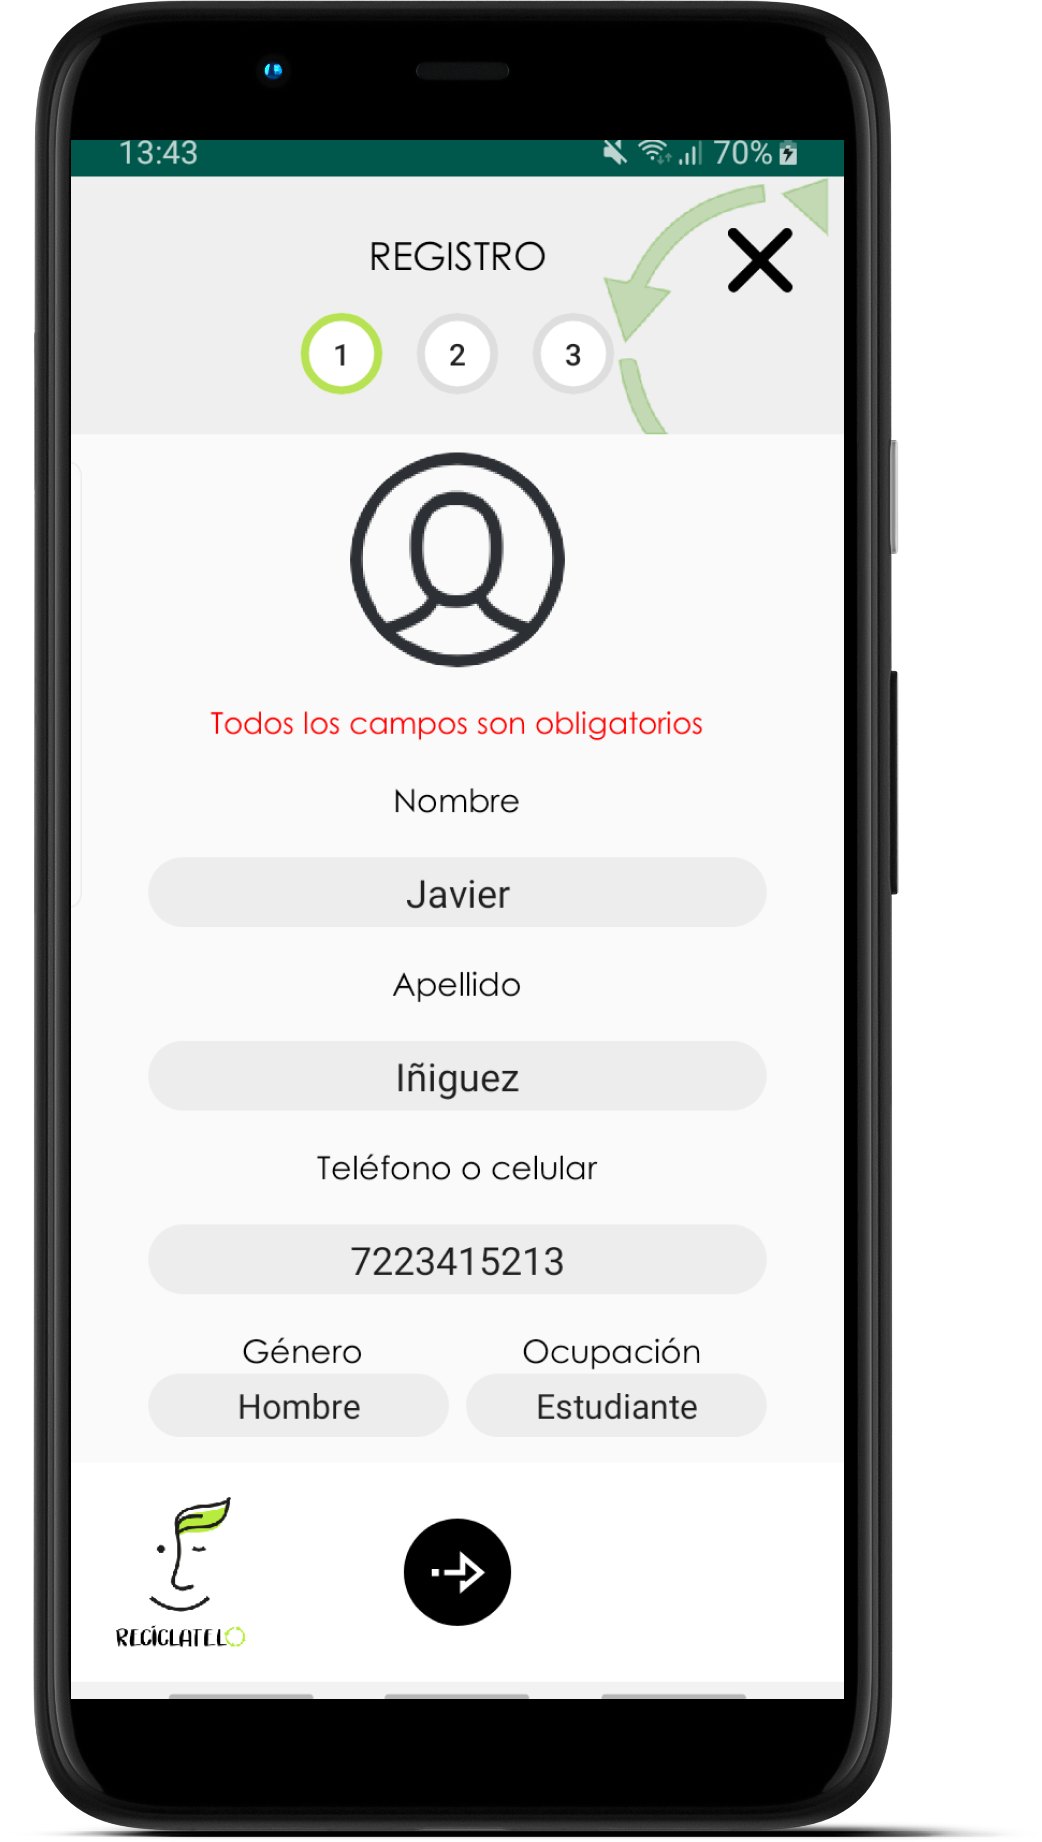 13:43 70%
REGISTRO
1 2 3
Todos los campos son obligatorios
Nombre
Javier
Apellido
Iñiguez
Teléfono o celular
7223415213
Género Ocupación
Hombre Estudiante
RECÍCLATELO